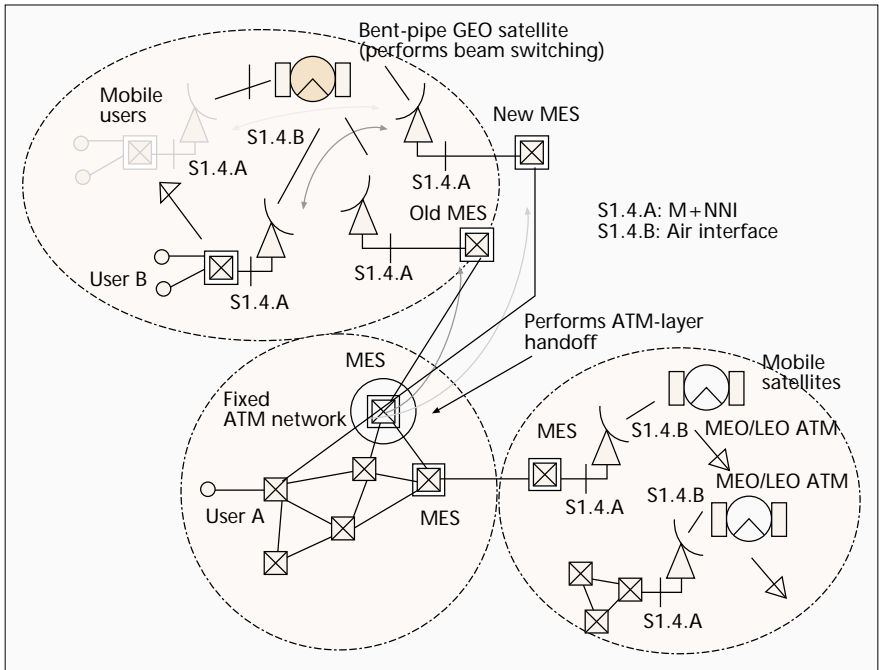 Bent-pipe GEO satellite
(performs beam switching)
Mobile
users
New MES
S1.4.B
S1.4.A
S1.4.A
Old MES
S1.4.A: M+NNI
S1.4.B: Air interface
User B
S1.4.A
S1.4.A
Performs ATM-layer
handoff
MES
Fixed
ATM network
Mobile
satellites
MES
S1.4.B
MEO/LEO ATM
MEO/LEO ATM
S1.4.B
S1.4.A
User A
MES
S1.4.A